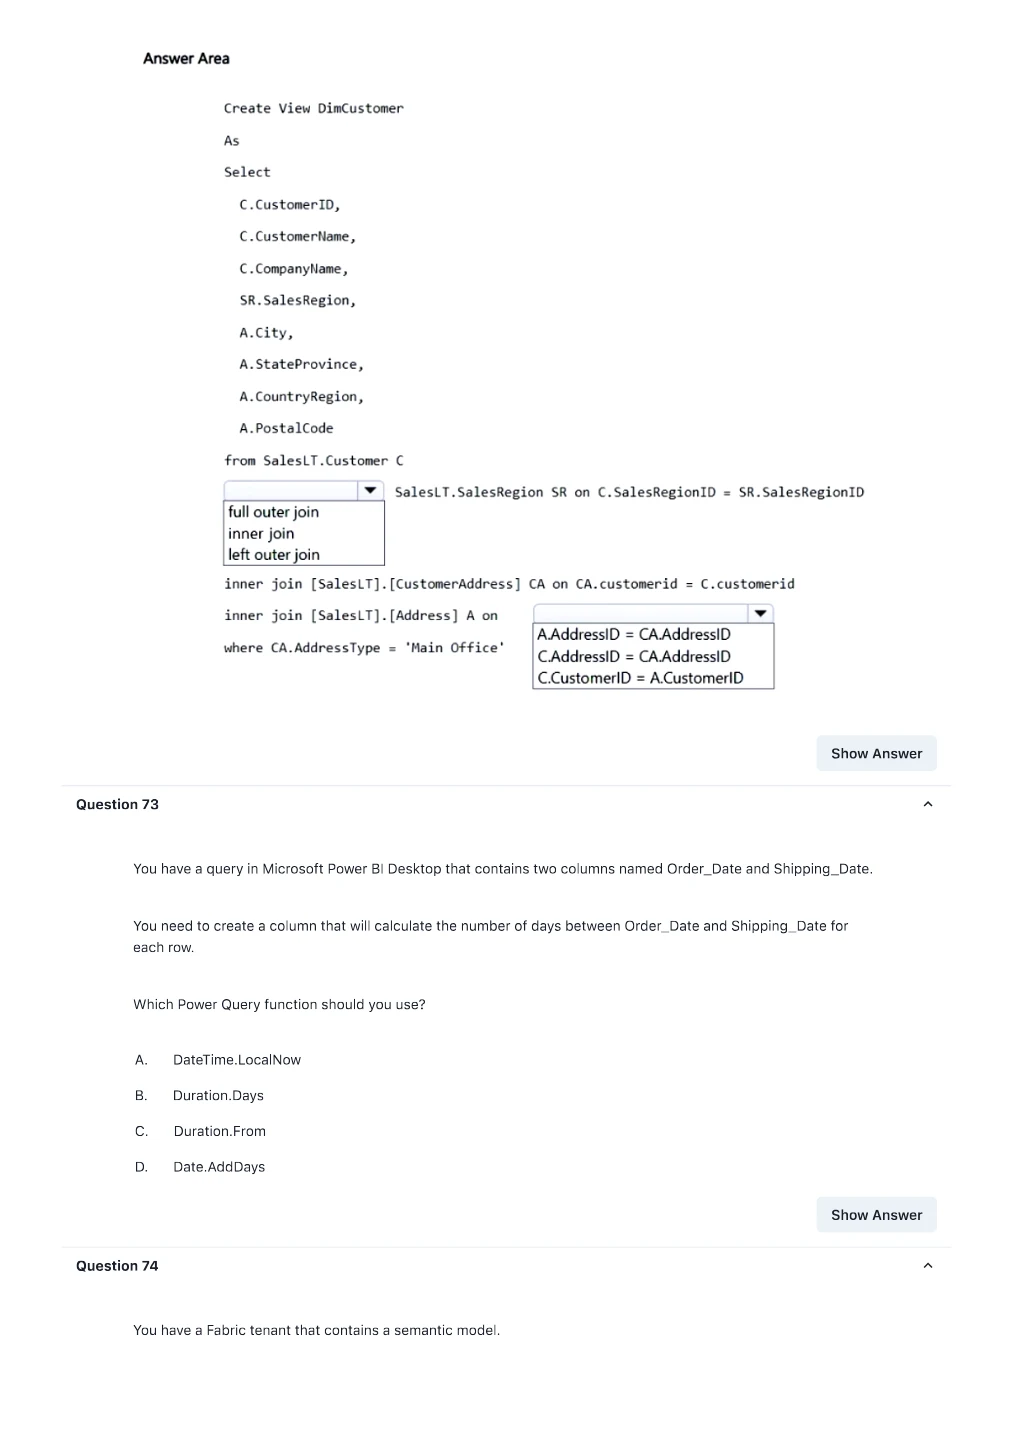 Answer Area
Create View DimCustomer
As
Select
C.CustomerID,
C.CustomerName,
C.CompanyName,
SR.SalesRegion,
A.City,
A.StateProvince,
A.CountryRegion,
A.PostalCode
from SalesLT.Customer C
SalesLT.SalesRegion SR on C.SalesRegionID = SR.SalesRegionID
full outer join
inner join
left outer join
inner join [SalesLT].[CustomerAddress] CA on CA.customerid = C.customerid
inner join [SalesLT].[Address] A on
A.AddressID = CA.AddressID
where CA.AddressType = 'Main Office'
C.AddressID = CA.AddressID
C.CustomerID = A.CustomerID
Show Answer
Question 73
You have a query in Microsoft Power BI Desktop that contains two columns named Order_Date and Shipping_Date.
You need to create a column that will calculate the number of days between Order_Date and Shipping_Date for
each row.
Which Power Query function should you use?
A. DateTime.LocalNow
B. Duration.Days
C. Duration.From
D. Date.AddDays
Show Answer
Question 74
You have a Fabric tenant that contains a semantic model.